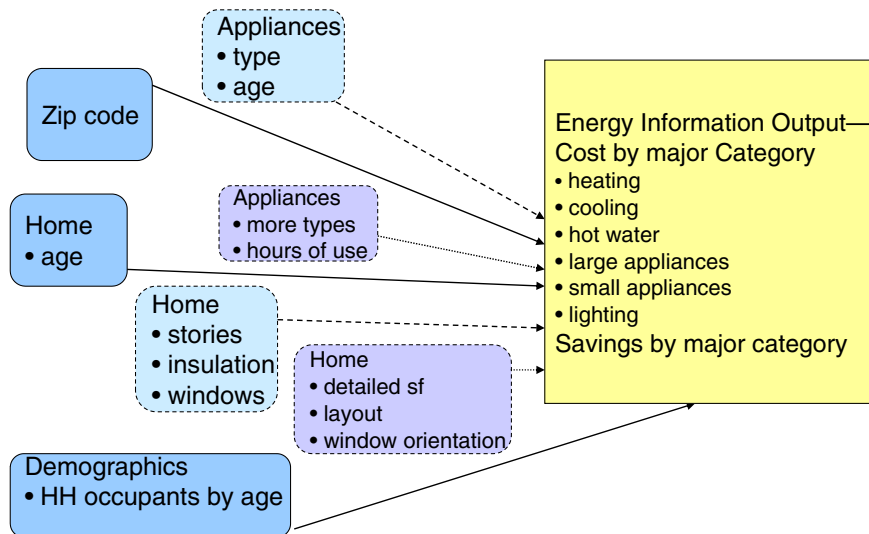 Appliances
• type
• age
Zip code
Energy Information Output—
Cost by major Category
• heating
• cooling
• hot water
• large appliances
• small appliances
• lighting
Savings by major category
Appliances
• more types
• hours of use
Home
• age
Home
• stories
• insulation
• windows
Home
• detailed sf
• layout
• window orientation
Demographics
• HH occupants by age